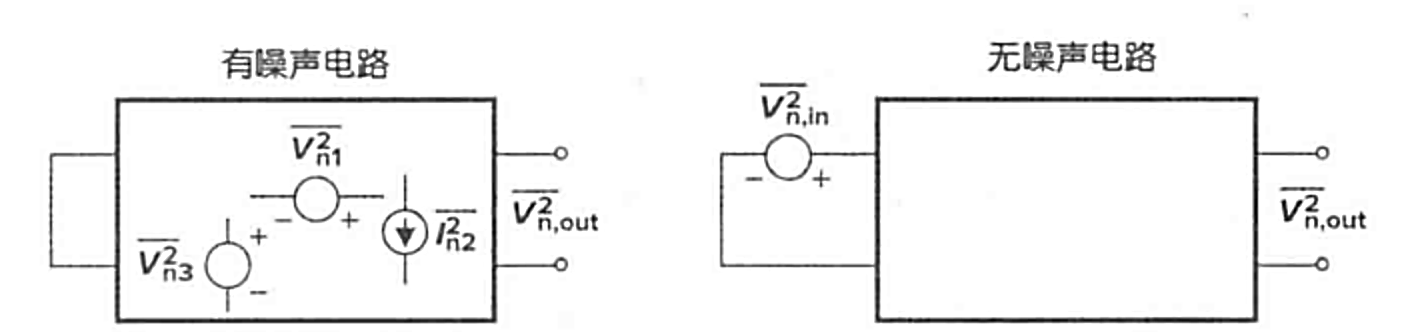 有噪声电路
无噪声电路
V²n,in
V²n1
- +
I²n2
V²n,out
+
V²n3
-
- +
V²n,out